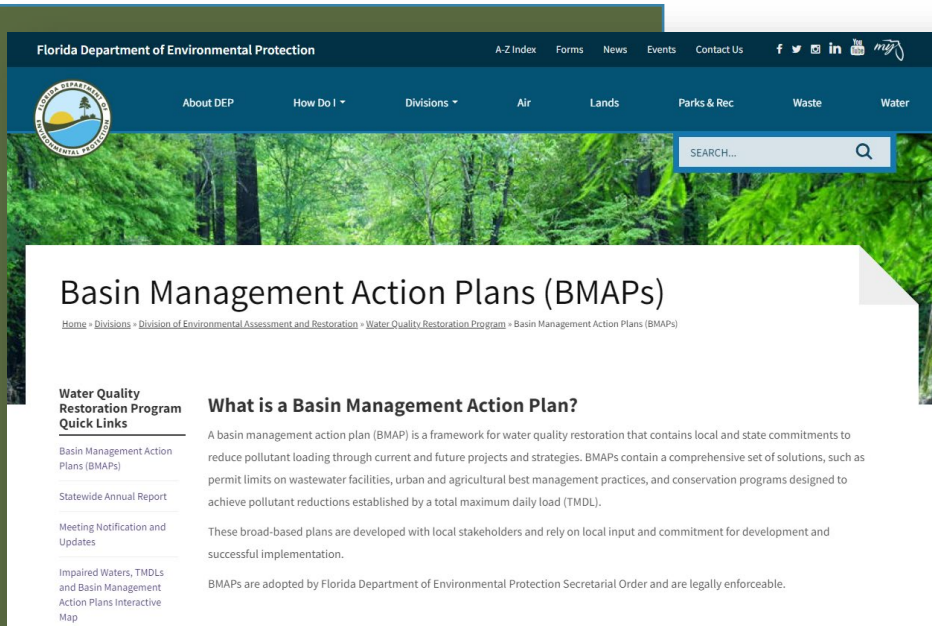 Florida Department of Environmental Protection
A-Z Index Forms News Events Contact Us
You Tube
my
FLORIDA DEPARTMENT OF ENVIRONMENTAL PROTECTION
About DEP How Do I Divisions Air Lands Parks & Rec Waste Water
SEARCH...
Basin Management Action Plans (BMAPs)
Home » Divisions » Division of Environmental Assessment and Restoration » Water Quality Restoration Program » Basin Management Action Plans (BMAPs)
Water Quality
Restoration Program
Quick Links
Basin Management Action
Plans (BMAPs)
Statewide Annual Report
Meeting Notification and
Updates
Impaired Waters, TMDLs
and Basin Management
Action Plans Interactive
Map
What is a Basin Management Action Plan?
A basin management action plan (BMAP) is a framework for water quality restoration that contains local and state commitments to
reduce pollutant loading through current and future projects and strategies. BMAPs contain a comprehensive set of solutions, such as
permit limits on wastewater facilities, urban and agricultural best management practices, and conservation programs designed to
achieve pollutant reductions established by a total maximum daily load (TMDL).
These broad-based plans are developed with local stakeholders and rely on local input and commitment for development and
successful implementation.
BMAPs are adopted by Florida Department of Environmental Protection Secretarial Order and are legally enforceable.